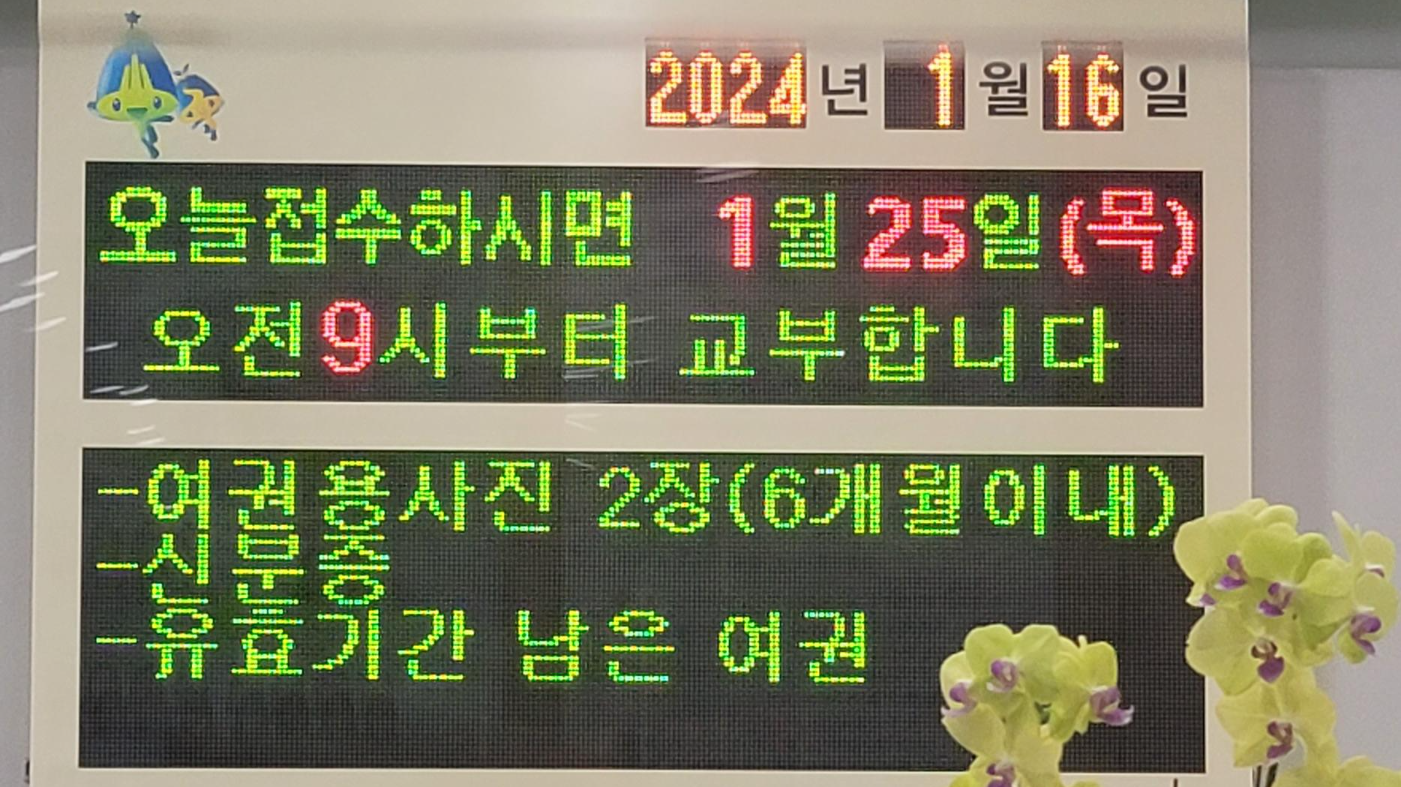 2024년 1월 16일
오늘접수하시면 1월 25일(목)
오전9시부터 교부합니다
-여권용사진 2장(6개월이내)
-신분증
-유효기간 남은 여권